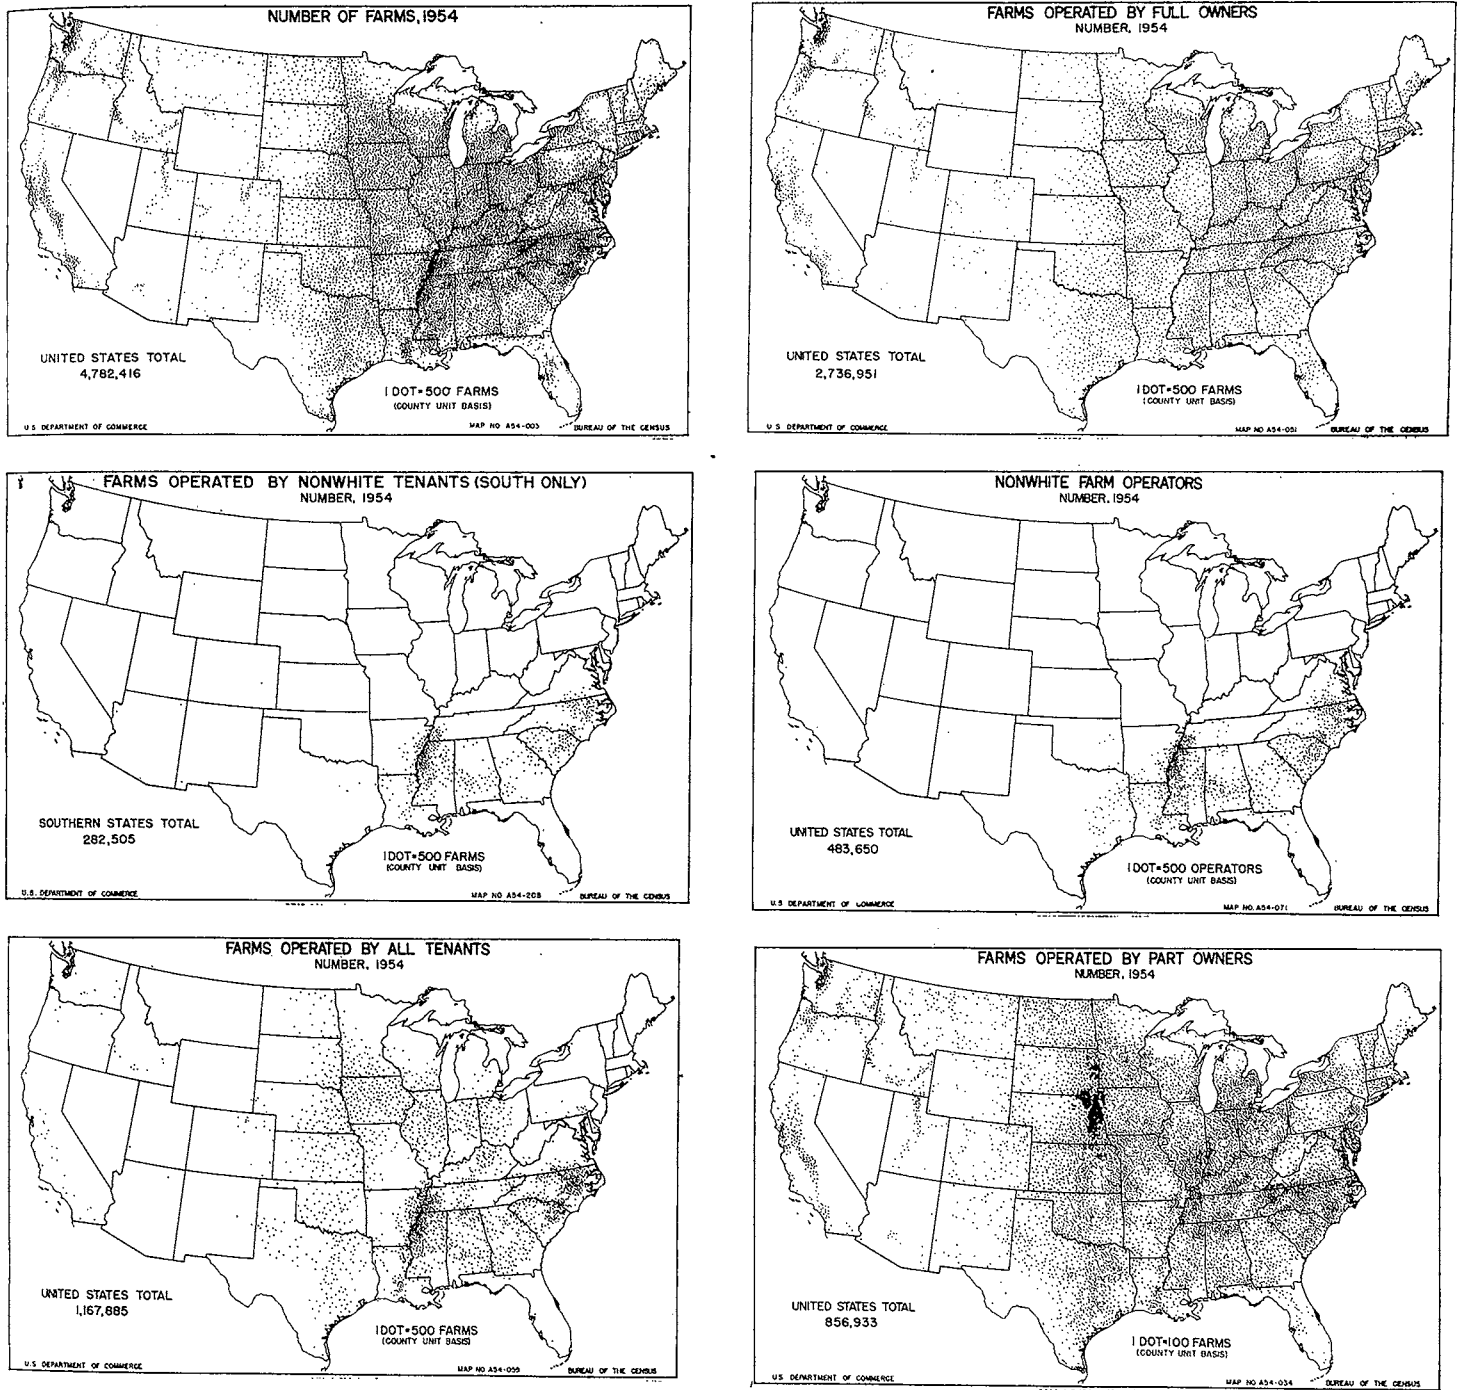 NUMBER OF FARMS, 1954
UNITED STATES TOTAL
4,782,416
1 DOT=500 FARMS
(COUNTY UNIT BASIS)
U S DEPARTMENT OF COMMERCE
MAP NO A54-003
BUREAU OF THE CENSUS
FARMS OPERATED BY FULL OWNERS
NUMBER, 1954
UNITED STATES TOTAL
2,736,951
1 DOT=500 FARMS
(COUNTY UNIT BASIS)
U S DEPARTMENT OF COMMERCE
MAP NO A54-031
BUREAU OF THE CENSUS
FARMS OPERATED BY NONWHITE TENANTS (SOUTH ONLY)
NUMBER, 1954
SOUTHERN STATES TOTAL
282,505
1 DOT=500 FARMS
(COUNTY UNIT BASIS)
U.S. DEPARTMENT OF COMMERCE
MAP NO A54-208
BUREAU OF THE CENSUS
NONWHITE FARM OPERATORS
NUMBER, 1954
UNITED STATES TOTAL
483,650
1 DOT=500 OPERATORS
(COUNTY UNIT BASIS)
U.S DEPARTMENT OF COMMERCE
MAP NO. A54-071
BUREAU OF THE CENSUS
FARMS OPERATED BY ALL TENANTS
NUMBER, 1954
UNITED STATES TOTAL
1,167,885
1 DOT=500 FARMS
(COUNTY UNIT BASIS)
U.S DEPARTMENT OF COMMERCE
MAP NO A54-059
BUREAU OF THE CENSUS
FARMS OPERATED BY PART OWNERS
NUMBER, 1954
UNITED STATES TOTAL
856,933
1 DOT=100 FARMS
(COUNTY UNIT BASIS)
U S DEPARTMENT OF COMMERCE
MAP NO A54-034
BUREAU OF THE CENSUS